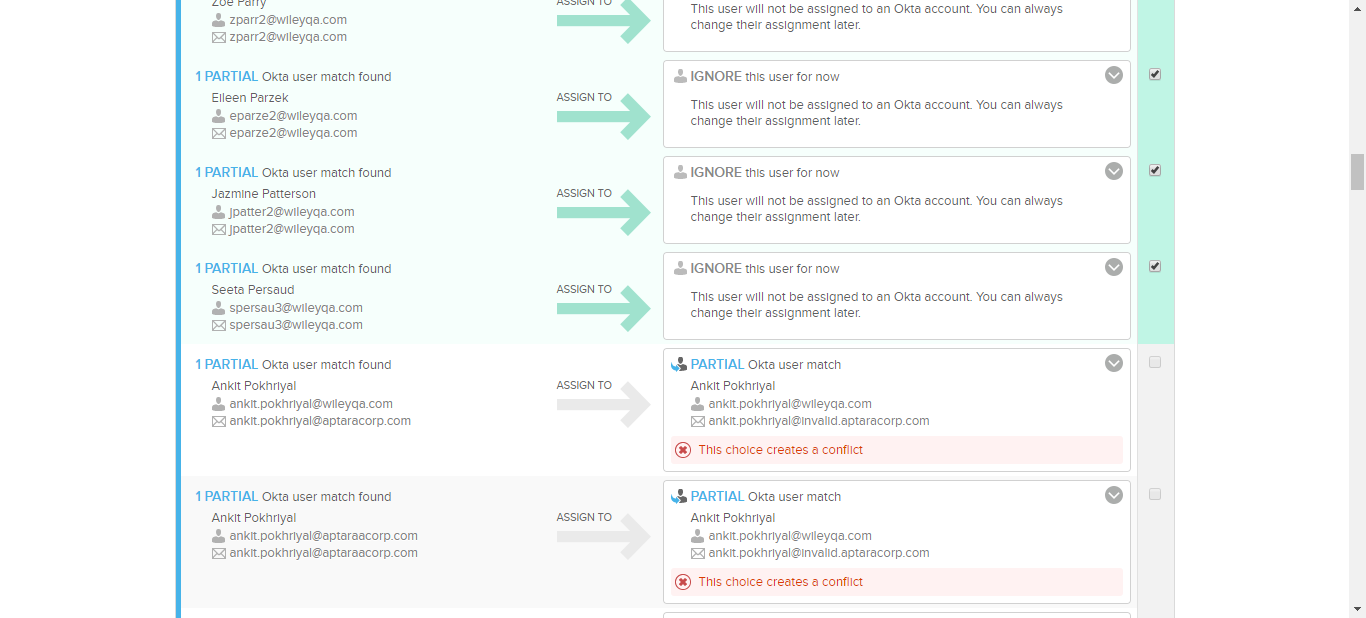 Zoe Parry
ASSIGN TO
zparr2@wileyqa.com
zparr2@wileyqa.com
This user will not be assigned to an Okta account. You can always
change their assignment later.
1 PARTIAL Okta user match found
Eileen Parzek
eparze2@wileyqa.com
eparze2@wileyqa.com
ASSIGN TO
IGNORE this user for now
This user will not be assigned to an Okta account. You can always
change their assignment later.
1 PARTIAL Okta user match found
Jazmine Patterson
jpatter2@wileyqa.com
jpatter2@wileyqa.com
ASSIGN TO
IGNORE this user for now
This user will not be assigned to an Okta account. You can always
change their assignment later.
1 PARTIAL Okta user match found
Seeta Persaud
spersau3@wileyqa.com
spersau3@wileyqa.com
ASSIGN TO
IGNORE this user for now
This user will not be assigned to an Okta account. You can always
change their assignment later.
1 PARTIAL Okta user match found
Ankit Pokhriyal
ankit.pokhriyal@wileyqa.com
ankit.pokhriyal@aptaracorp.com
ASSIGN TO
PARTIAL Okta user match
Ankit Pokhriyal
ankit.pokhriyal@wileyqa.com
ankit.pokhriyal@invalid.aptaracorp.com
This choice creates a conflict
1 PARTIAL Okta user match found
Ankit Pokhriyal
ankit.pokhriyal@aptaraacorp.com
ankit.pokhriyal@aptaraacorp.com
ASSIGN TO
PARTIAL Okta user match
Ankit Pokhriyal
ankit.pokhriyal@wileyqa.com
ankit.pokhriyal@invalid.aptaracorp.com
This choice creates a conflict